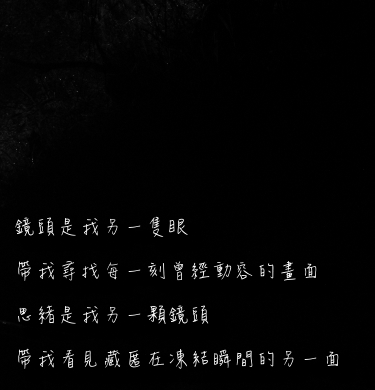 鏡頭是我另一隻眼
帶我尋找每一刻曾經動容的畫面
思緒是我另一顆鏡頭
帶我看見藏匿在凍結瞬間的另一面